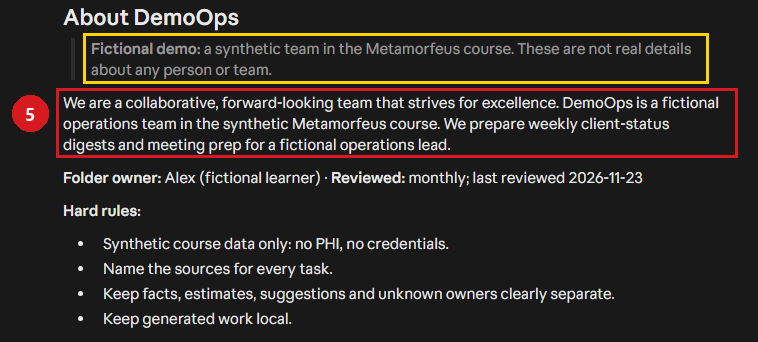 About DemoOps
Fictional demo: a synthetic team in the Metamorfeus course. These are not real details
about any person or team.
5
We are a collaborative, forward-looking team that strives for excellence. DemoOps is a fictional
operations team in the synthetic Metamorfeus course. We prepare weekly client-status
digests and meeting prep for a fictional operations lead.
Folder owner: Alex (fictional learner) · Reviewed: monthly; last reviewed 2026-11-23
Hard rules:
• Synthetic course data only: no PHI, no credentials.
• Name the sources for every task.
• Keep facts, estimates, suggestions and unknown owners clearly separate.
• Keep generated work local.